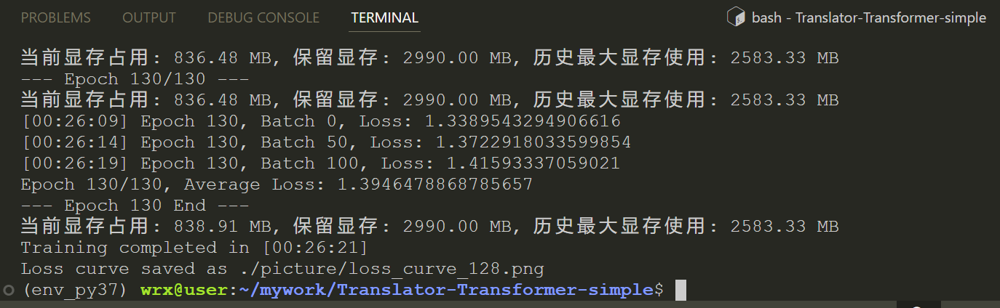 PROBLEMS OUTPUT DEBUG CONSOLE TERMINAL bash - Translator-Transformer-simple
当前显存占用: 836.48 MB, 保留显存: 2990.00 MB, 历史最大显存使用: 2583.33 MB
--- Epoch 130/130 ---
当前显存占用: 836.48 MB, 保留显存: 2990.00 MB, 历史最大显存使用: 2583.33 MB
[00:26:09] Epoch 130, Batch 0, Loss: 1.3389543294906616
[00:26:14] Epoch 130, Batch 50, Loss: 1.3722918033599854
[00:26:19] Epoch 130, Batch 100, Loss: 1.41593337059021
Epoch 130/130, Average Loss: 1.3946478868785657
--- Epoch 130 End ---
当前显存占用: 838.91 MB, 保留显存: 2990.00 MB, 历史最大显存使用: 2583.33 MB
Training completed in [00:26:21]
Loss curve saved as ./picture/loss_curve_128.png
(env_py37) wrx@user:~/mywork/Translator-Transformer-simple$